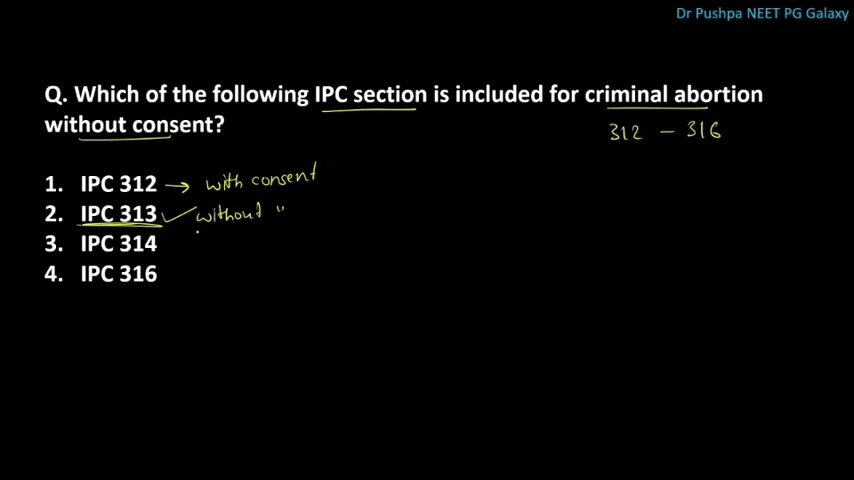 Dr Pushpa NEET PG Galaxy
Q. Which of the following IPC section is included for criminal abortion
without consent?
312 – 316
1. IPC 312 → with consent
2. IPC 313 ✓ without "
3. IPC 314
4. IPC 316